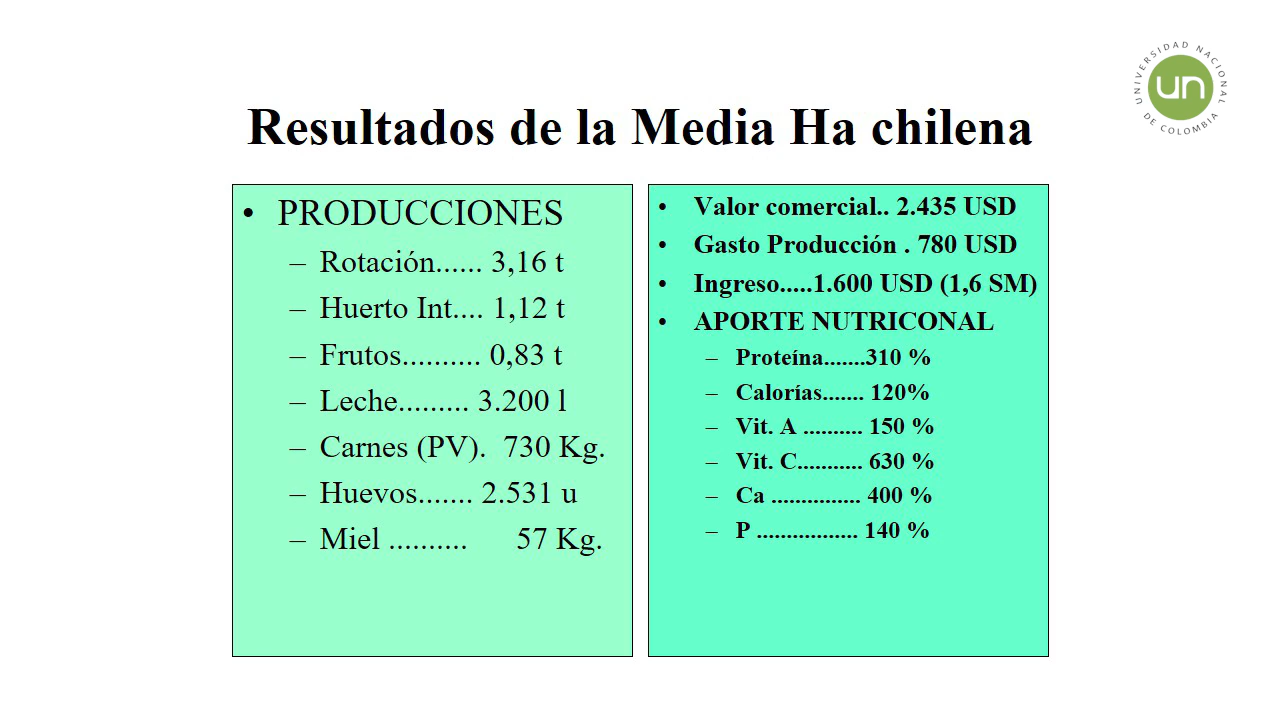 UNIVERSIDAD NACIONAL
DE COLOMBIA
un
Resultados de la Media Ha chilena
• PRODUCCIONES
– Rotación...... 3,16 t
– Huerto Int.... 1,12 t
– Frutos.......... 0,83 t
– Leche......... 3.200 l
– Carnes (PV). 730 Kg.
– Huevos....... 2.531 u
– Miel .......... 57 Kg.
• Valor comercial.. 2.435 USD
• Gasto Producción . 780 USD
• Ingreso.....1.600 USD (1,6 SM)
• APORTE NUTRICONAL
– Proteína.......310 %
– Calorías....... 120%
– Vit. A .......... 150 %
– Vit. C........... 630 %
– Ca ............... 400 %
– P ................. 140 %